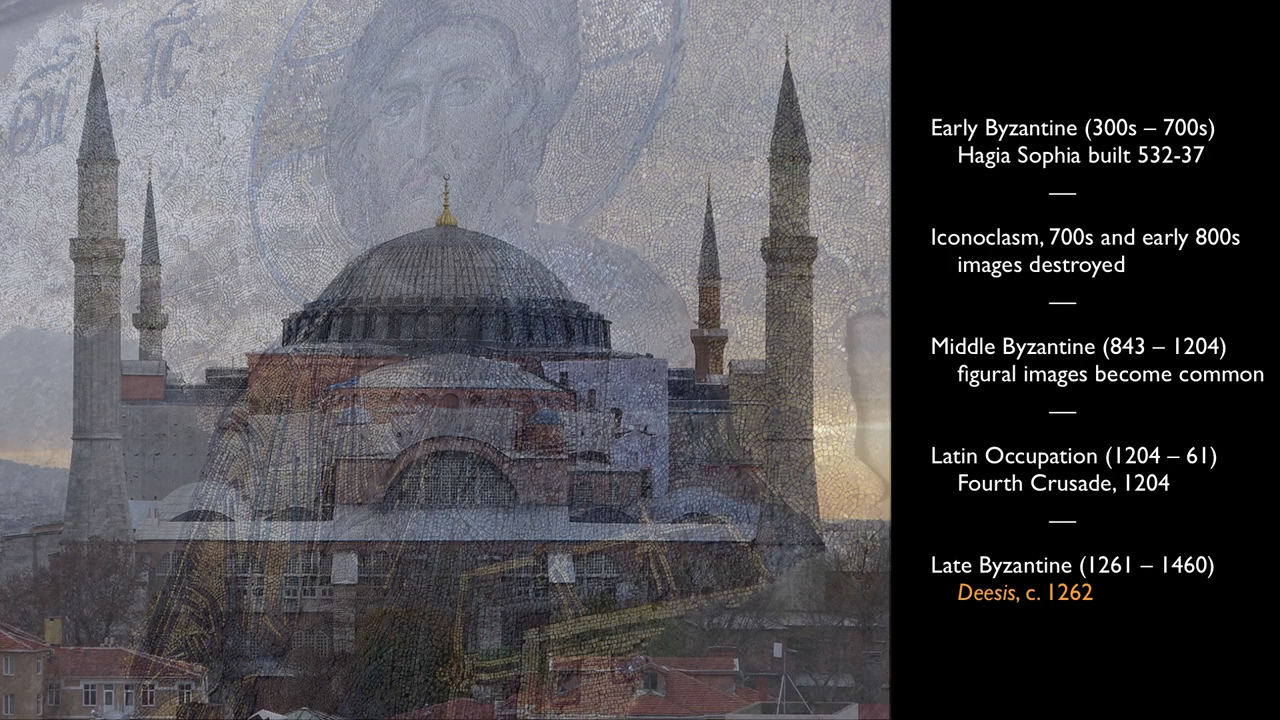 Early Byzantine (300s – 700s)
Hagia Sophia built 532-37
Iconoclasm, 700s and early 800s
images destroyed
Middle Byzantine (843 – 1204)
figural images become common
Latin Occupation (1204 – 61)
Fourth Crusade, 1204
Late Byzantine (1261 – 1460)
Deesis, c. 1262